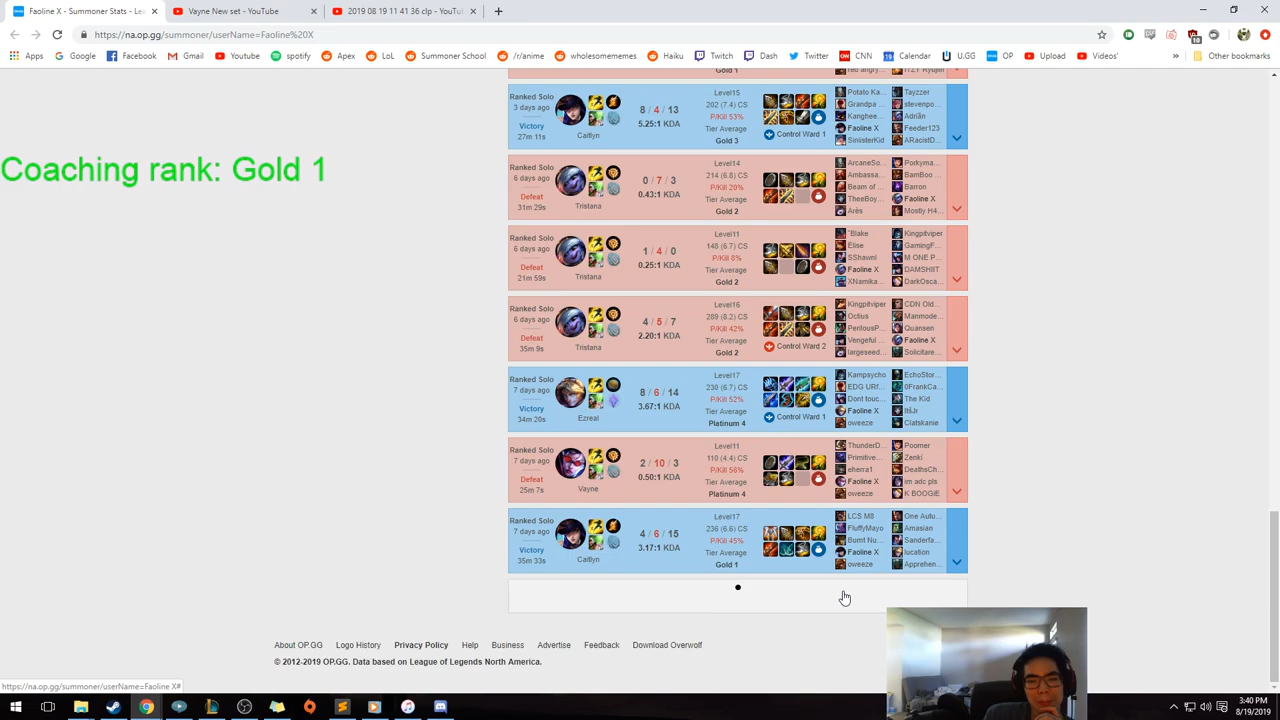 Faoline X - Summoner Stats - Le
Vayne New set - YouTube
2019 08 19 11 41 36 clp - YouTu
https://na.op.gg/summoner/userName=Faoline%20X
Apps
Google
Facebook
Gmail
Youtube
spotify
Apex
LoL
Summoner School
/r/anime
wholesomememes
Haiku
Twitch
Dash
Twitter
CNN
Calendar
U.GG
OP
Upload
Videos'
»
Other bookmarks
Gold 1
Coaching rank: Gold 1
Ranked Solo
3 days ago
Victory
27m 11s
Caitlyn
8 / 4 / 13
5.25:1 KDA
Level15
202 (7.4) CS
P/Kill 53%
Tier Average
Gold 3
Control Ward 1
Potato Ka...
Grandpa ...
Kanghee...
Faoline X
SinisterKid
Tayzzer
stevenpo...
Adriân
Feeder123
ARacistD...
Ranked Solo
6 days ago
Defeat
31m 29s
Tristana
0 / 7 / 3
0.43:1 KDA
Level14
214 (6.8) CS
P/Kill 20%
Tier Average
Gold 2
ArcaneSo...
Ambassa...
Beam of ...
TheeBoy...
Arès
Porkyma...
BamBoo ...
Barron
Faoline X
Mostly H4...
Ranked Solo
6 days ago
Defeat
21m 59s
Tristana
1 / 4 / 0
0.25:1 KDA
Level11
148 (6.7) CS
P/Kill 8%
Tier Average
Gold 2
"Blake
Elise
SShawnI
Faoline X
XNamika...
Kingpitviper
GamingF...
M ONE P...
DAMSHIIT
DarkOsca...
Ranked Solo
6 days ago
Defeat
35m 9s
Tristana
4 / 5 / 7
2.20:1 KDA
Level16
289 (8.2) CS
P/Kill 42%
Tier Average
Gold 2
Control Ward 2
Kingpitviper
Octius
PerilousP...
Vengeful ...
largeseed...
CDN Old...
Manmode...
Quansen
Faoline X
Solicitare...
Ranked Solo
7 days ago
Victory
34m 20s
Ezreal
8 / 6 / 14
3.67:1 KDA
Level17
230 (6.7) CS
P/Kill 52%
Tier Average
Platinum 4
Control Ward 1
Kampsycho
EDG URf...
Dont touc...
Faoline X
oweeze
EchoStor...
0FrankCa...
The Kid
Clatskanie
Ranked Solo
7 days ago
Defeat
25m 7s
Vayne
2 / 10 / 3
0.50:1 KDA
Level11
110 (4.4) CS
P/Kill 56%
Tier Average
Platinum 4
ThunderD...
Primitive...
eherra1
Faoline X
oweeze
Poomer
Zenki
DeathsCh...
im adc pls
K BOOGiE
Ranked Solo
7 days ago
Victory
35m 33s
Caitlyn
4 / 6 / 15
3.17:1 KDA
Level17
236 (6.6) CS
P/Kill 45%
Tier Average
Gold 1
LCS M8
FluffyMayo
Burnt Nu...
Faoline X
oweeze
One Autu...
Amasian
Sanderfa...
lucation
Apprehen...
About OP.GG
Logo History
Privacy Policy
Help
Business
Advertise
Feedback
Download Overwolf
© 2012-2019 OP.GG. Data based on League of Legends North America.
https://na.op.gg/summoner/userName=Faoline X#
3:40 PM
8/19/2019